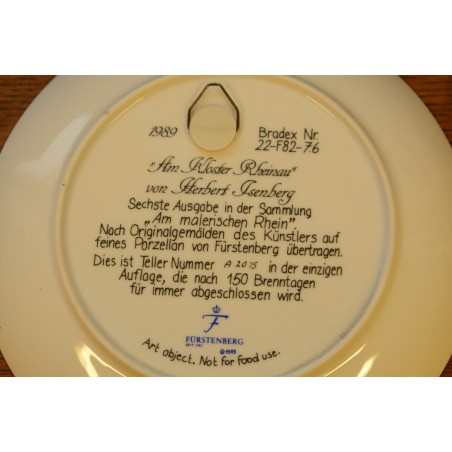 1989
Bradex Nr.
22-F82-76
"Am Kloster Rheinau"
von Herbert Isenberg
Sechste Ausgabe in der Sammlung
„Am malerischen Rhein".
Nach Originalgemälden des Künstlers auf
feines Porzellan von Fürstenberg übertragen.
Dies ist Teller Nummer A 2015 in der einzigen
Auflage, die nach 150 Brenntagen
für immer abgeschlossen wird.
F
FÜRSTENBERG
©1989
Art object. Not for food use.